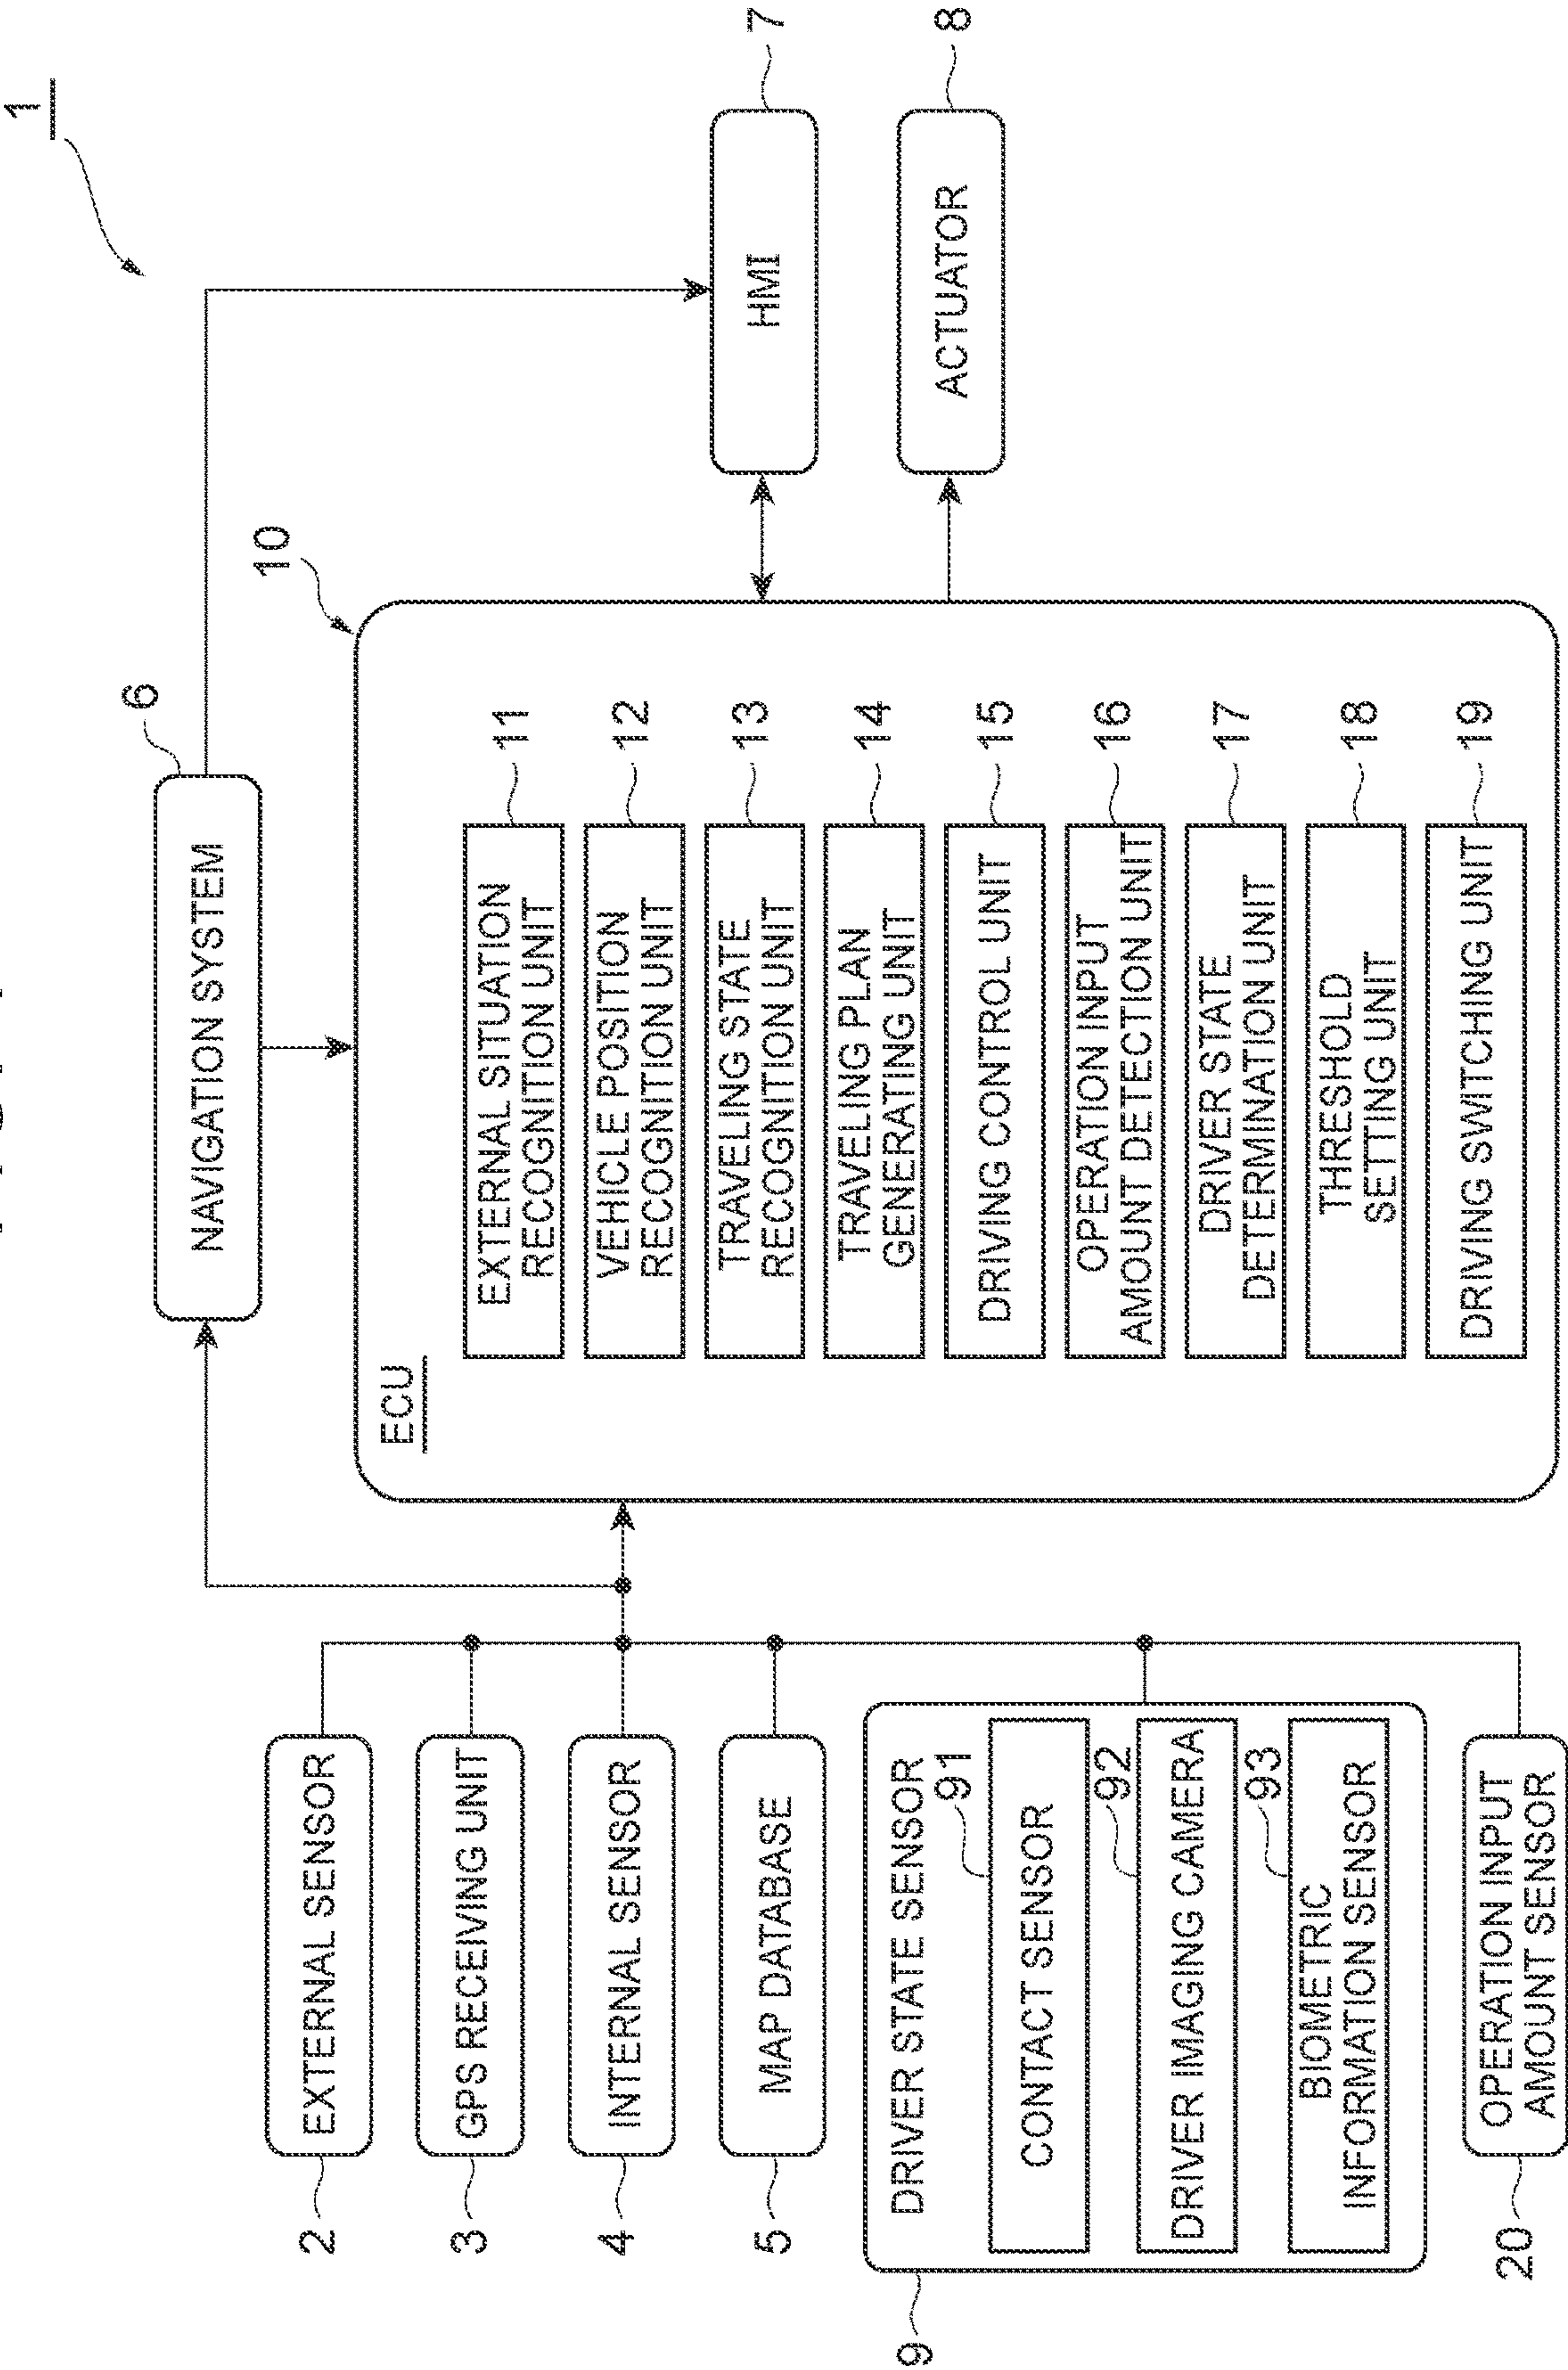 1
6
NAVIGATION SYSTEM
2
EXTERNAL SENSOR
3
GPS RECEIVING UNIT
4
INTERNAL SENSOR
5
MAP DATABASE
9
DRIVER STATE SENSOR
91
CONTACT SENSOR
92
DRIVER IMAGING CAMERA
93
BIOMETRIC
INFORMATION SENSOR
20
OPERATION INPUT
AMOUNT SENSOR
10
ECU
EXTERNAL SITUATION
RECOGNITION UNIT
11
VEHICLE POSITION
RECOGNITION UNIT
12
TRAVELING STATE
RECOGNITION UNIT
13
TRAVELING PLAN
GENERATING UNIT
14
DRIVING CONTROL UNIT
15
OPERATION INPUT
AMOUNT DETECTION UNIT
16
DRIVER STATE
DETERMINATION UNIT
17
THRESHOLD
SETTING UNIT
18
DRIVING SWITCHING UNIT
19
HMI
7
ACTUATOR
8